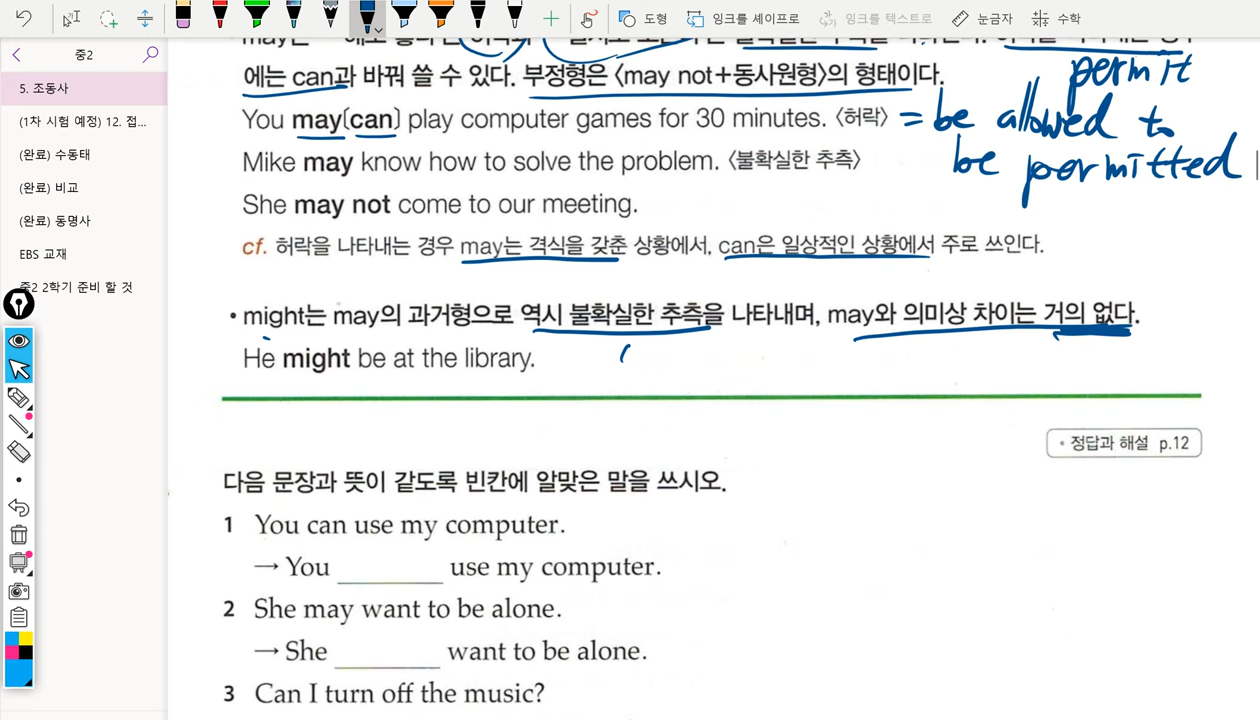 도형
잉크를 셰이프로
잉크를 텍스트로
눈금자
수학
중2
5. 조동사
(1차 시험 예정) 12. 접...
(완료) 수동태
(완료) 비교
(완료) 동명사
EBS 교재
중2 2학기 준비 할 것
에는 can과 바꿔 쓸 수 있다. 부정형은 〈may not+동사원형〉의 형태이다.
permit
You may(can) play computer games for 30 minutes. 〈허락〉 = be allowed to
Mike may know how to solve the problem. 〈불확실한 추측〉 be permitted
She may not come to our meeting.
cf. 허락을 나타내는 경우 may는 격식을 갖춘 상황에서, can은 일상적인 상황에서 주로 쓰인다.
• might는 may의 과거형으로 역시 불확실한 추측을 나타내며, may와 의미상 차이는 거의 없다.
He might be at the library.
• 정답과 해설 p.12
다음 문장과 뜻이 같도록 빈칸에 알맞은 말을 쓰시오.
1 You can use my computer.
→ You ________ use my computer.
2 She may want to be alone.
→ She ________ want to be alone.
3 Can I turn off the music?